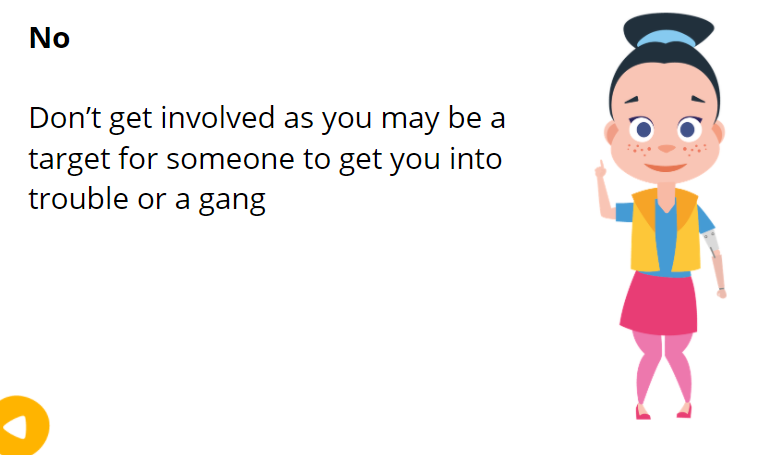 No
Don’t get involved as you may be a
target for someone to get you into
trouble or a gang